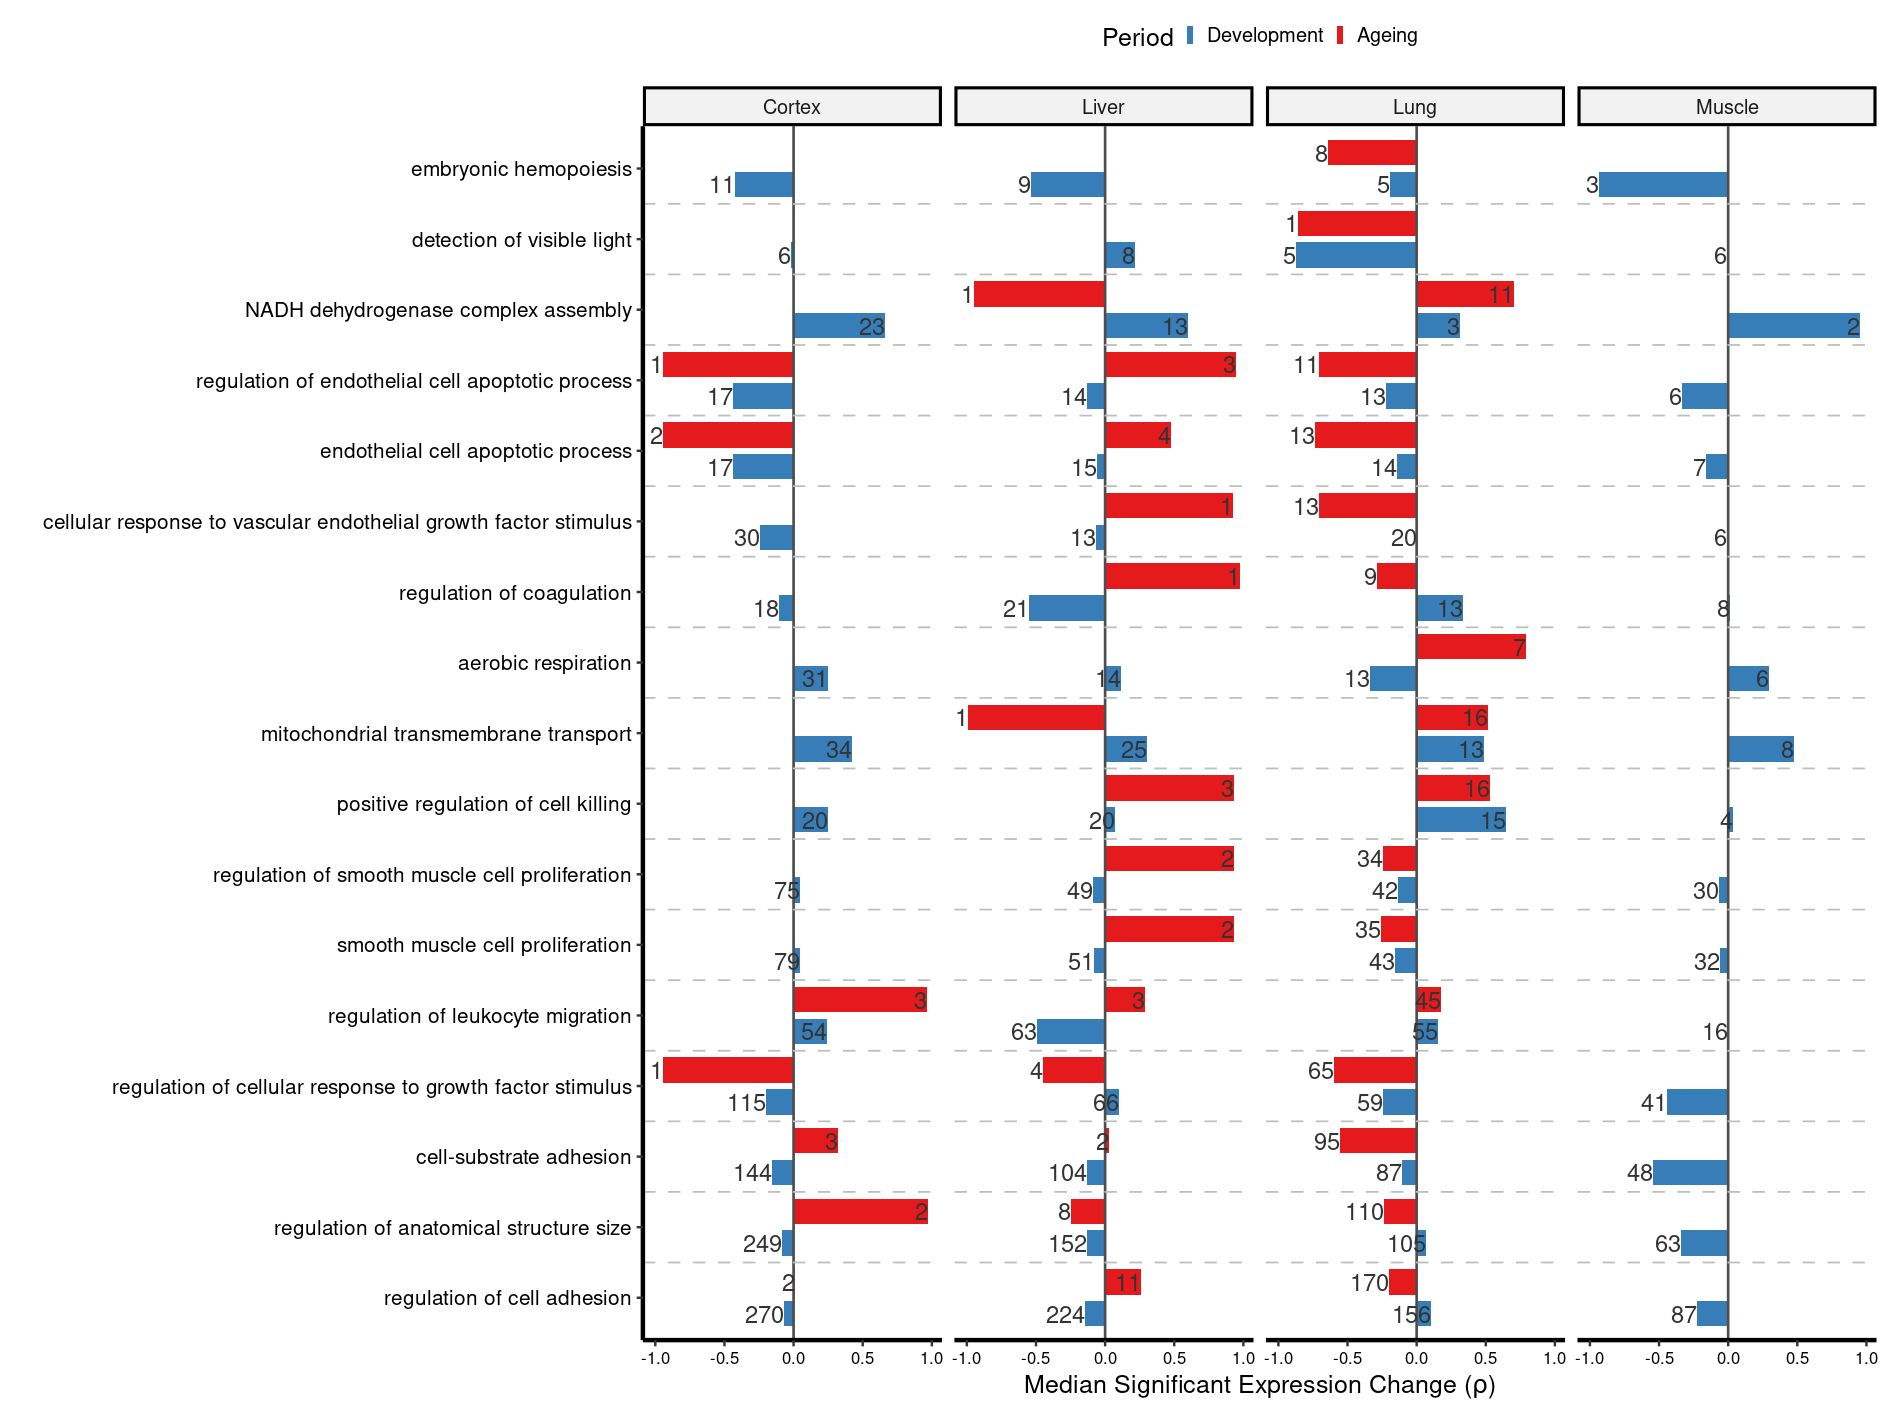 Period Development Ageing
Cortex Liver Lung Muscle
8
embryonic hemopoiesis
11 9 5 3
1
detection of visible light
6 8 5 6
1 11
NADH dehydrogenase complex assembly
23 13 3 2
1 3 11
regulation of endothelial cell apoptotic process
17 14 13 6
2 4 13
endothelial cell apoptotic process
17 15 14 7
1 13
cellular response to vascular endothelial growth factor stimulus
30 13 20 6
1 9
regulation of coagulation
18 21 13 8
7
aerobic respiration
31 14 13 6
1 16
mitochondrial transmembrane transport
34 25 13 8
3 16
positive regulation of cell killing
20 20 15 4
2 34
regulation of smooth muscle cell proliferation
75 49 42 30
2 35
smooth muscle cell proliferation
79 51 43 32
3 3 45
regulation of leukocyte migration
54 63 55 16
1 4 65
regulation of cellular response to growth factor stimulus
115 66 59 41
3 2 95
cell-substrate adhesion
144 104 87 48
2 8 110
regulation of anatomical structure size
249 152 105 63
2 11 170
regulation of cell adhesion
270 224 156 87
-1.0 -0.5 0.0 0.5 1.0 -1.0 -0.5 0.0 0.5 1.0 -1.0 -0.5 0.0 0.5 1.0 -1.0 -0.5 0.0 0.5 1.0
Median Significant Expression Change (ρ)